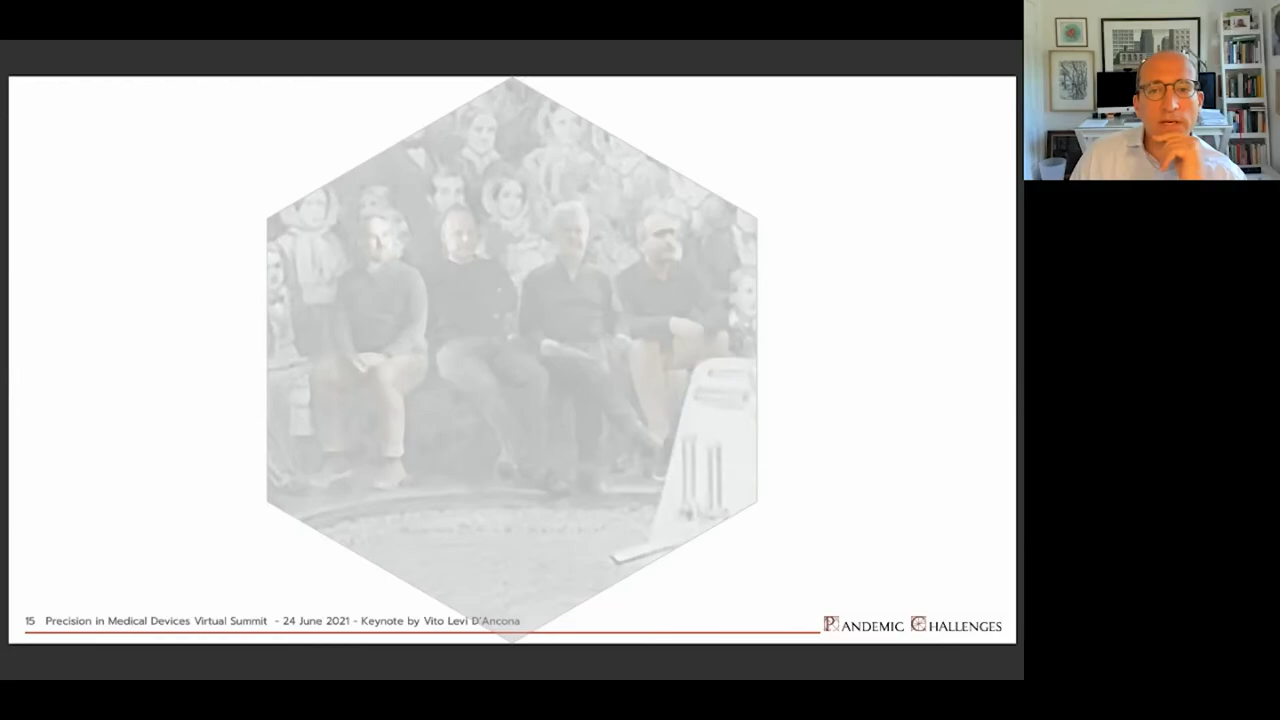 15 Precision in Medical Devices Virtual Summit - 24 June 2021 - Keynote by Vito Levi D'Ancona
PANDEMIC CHALLENGES